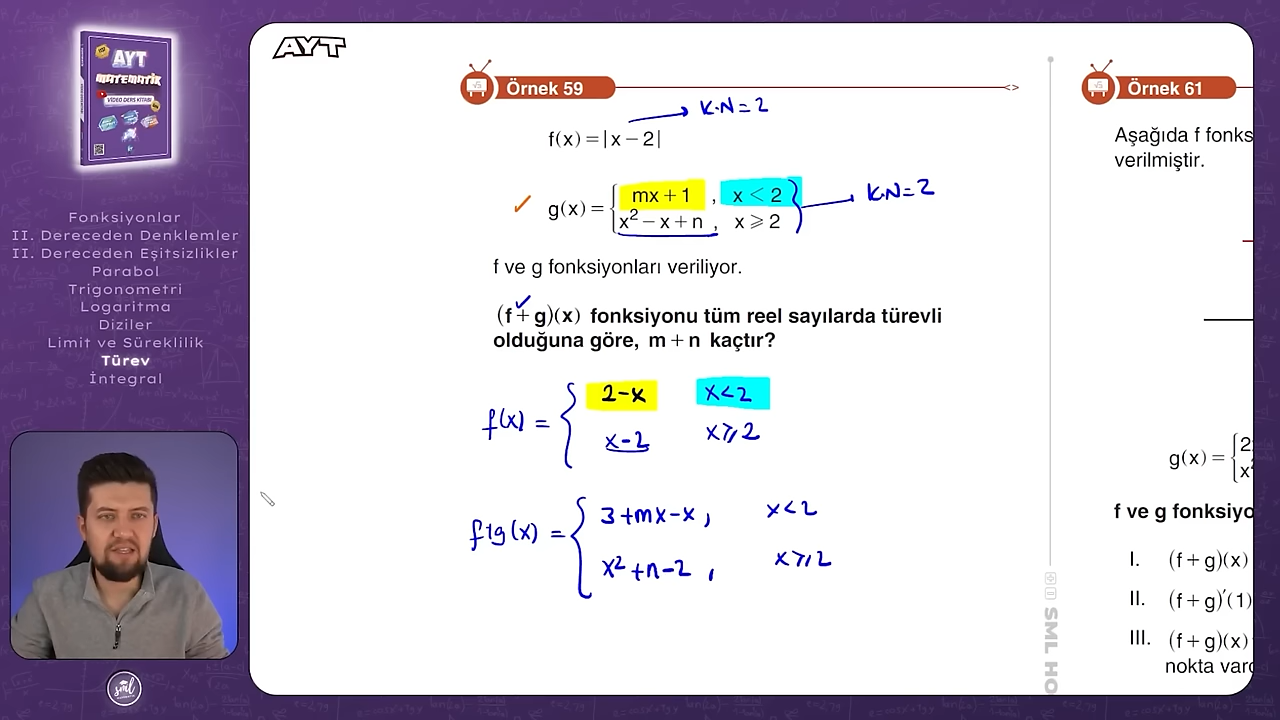 AYT
MATEMATİK
VİDEO DERS KİTABI
Fonksiyonlar
II. Dereceden Denklemler
II. Dereceden Eşitsizlikler
Parabol
Trigonometri
Logaritma
Diziler
Limit ve Süreklilik
Türev
İntegral
sml
AYT
Örnek 59
K.N=2
f(x)=|x−2|
g(x)={ mx+1 , x<2
x²−x+n , x⩾2
K.N=2
f ve g fonksiyonları veriliyor.
(f+g)(x) fonksiyonu tüm reel sayılarda türevli
olduğuna göre, m+n kaçtır?
f(x) = { 2-x x<2
x-2 x⩾2
f+g(x) = { 3+mx-x, x<2
x²+n-2, x⩾2
SML HO
Örnek 61
Aşağıda f fonks
verilmiştir.
g(x)={ 2
x
f ve g fonksiyo
I. (f+g)(x)
II. (f+g)′(1)
III. (f+g)(x)
nokta vard